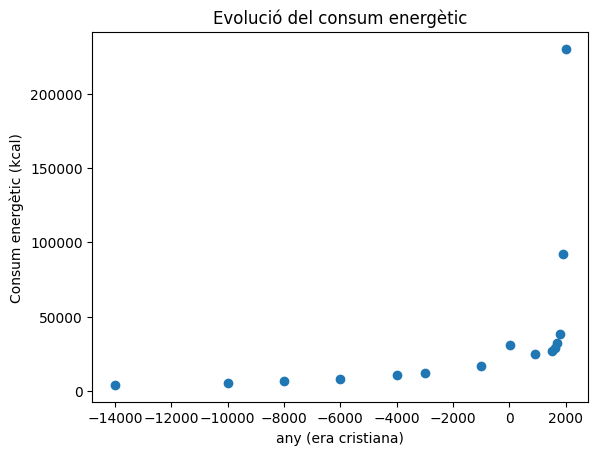 Evolució del consum energètic
200000
150000
100000
50000
0
Consum energètic (kcal)
−14000 −12000 −10000 −8000 −6000 −4000 −2000 0 2000
any (era cristiana)